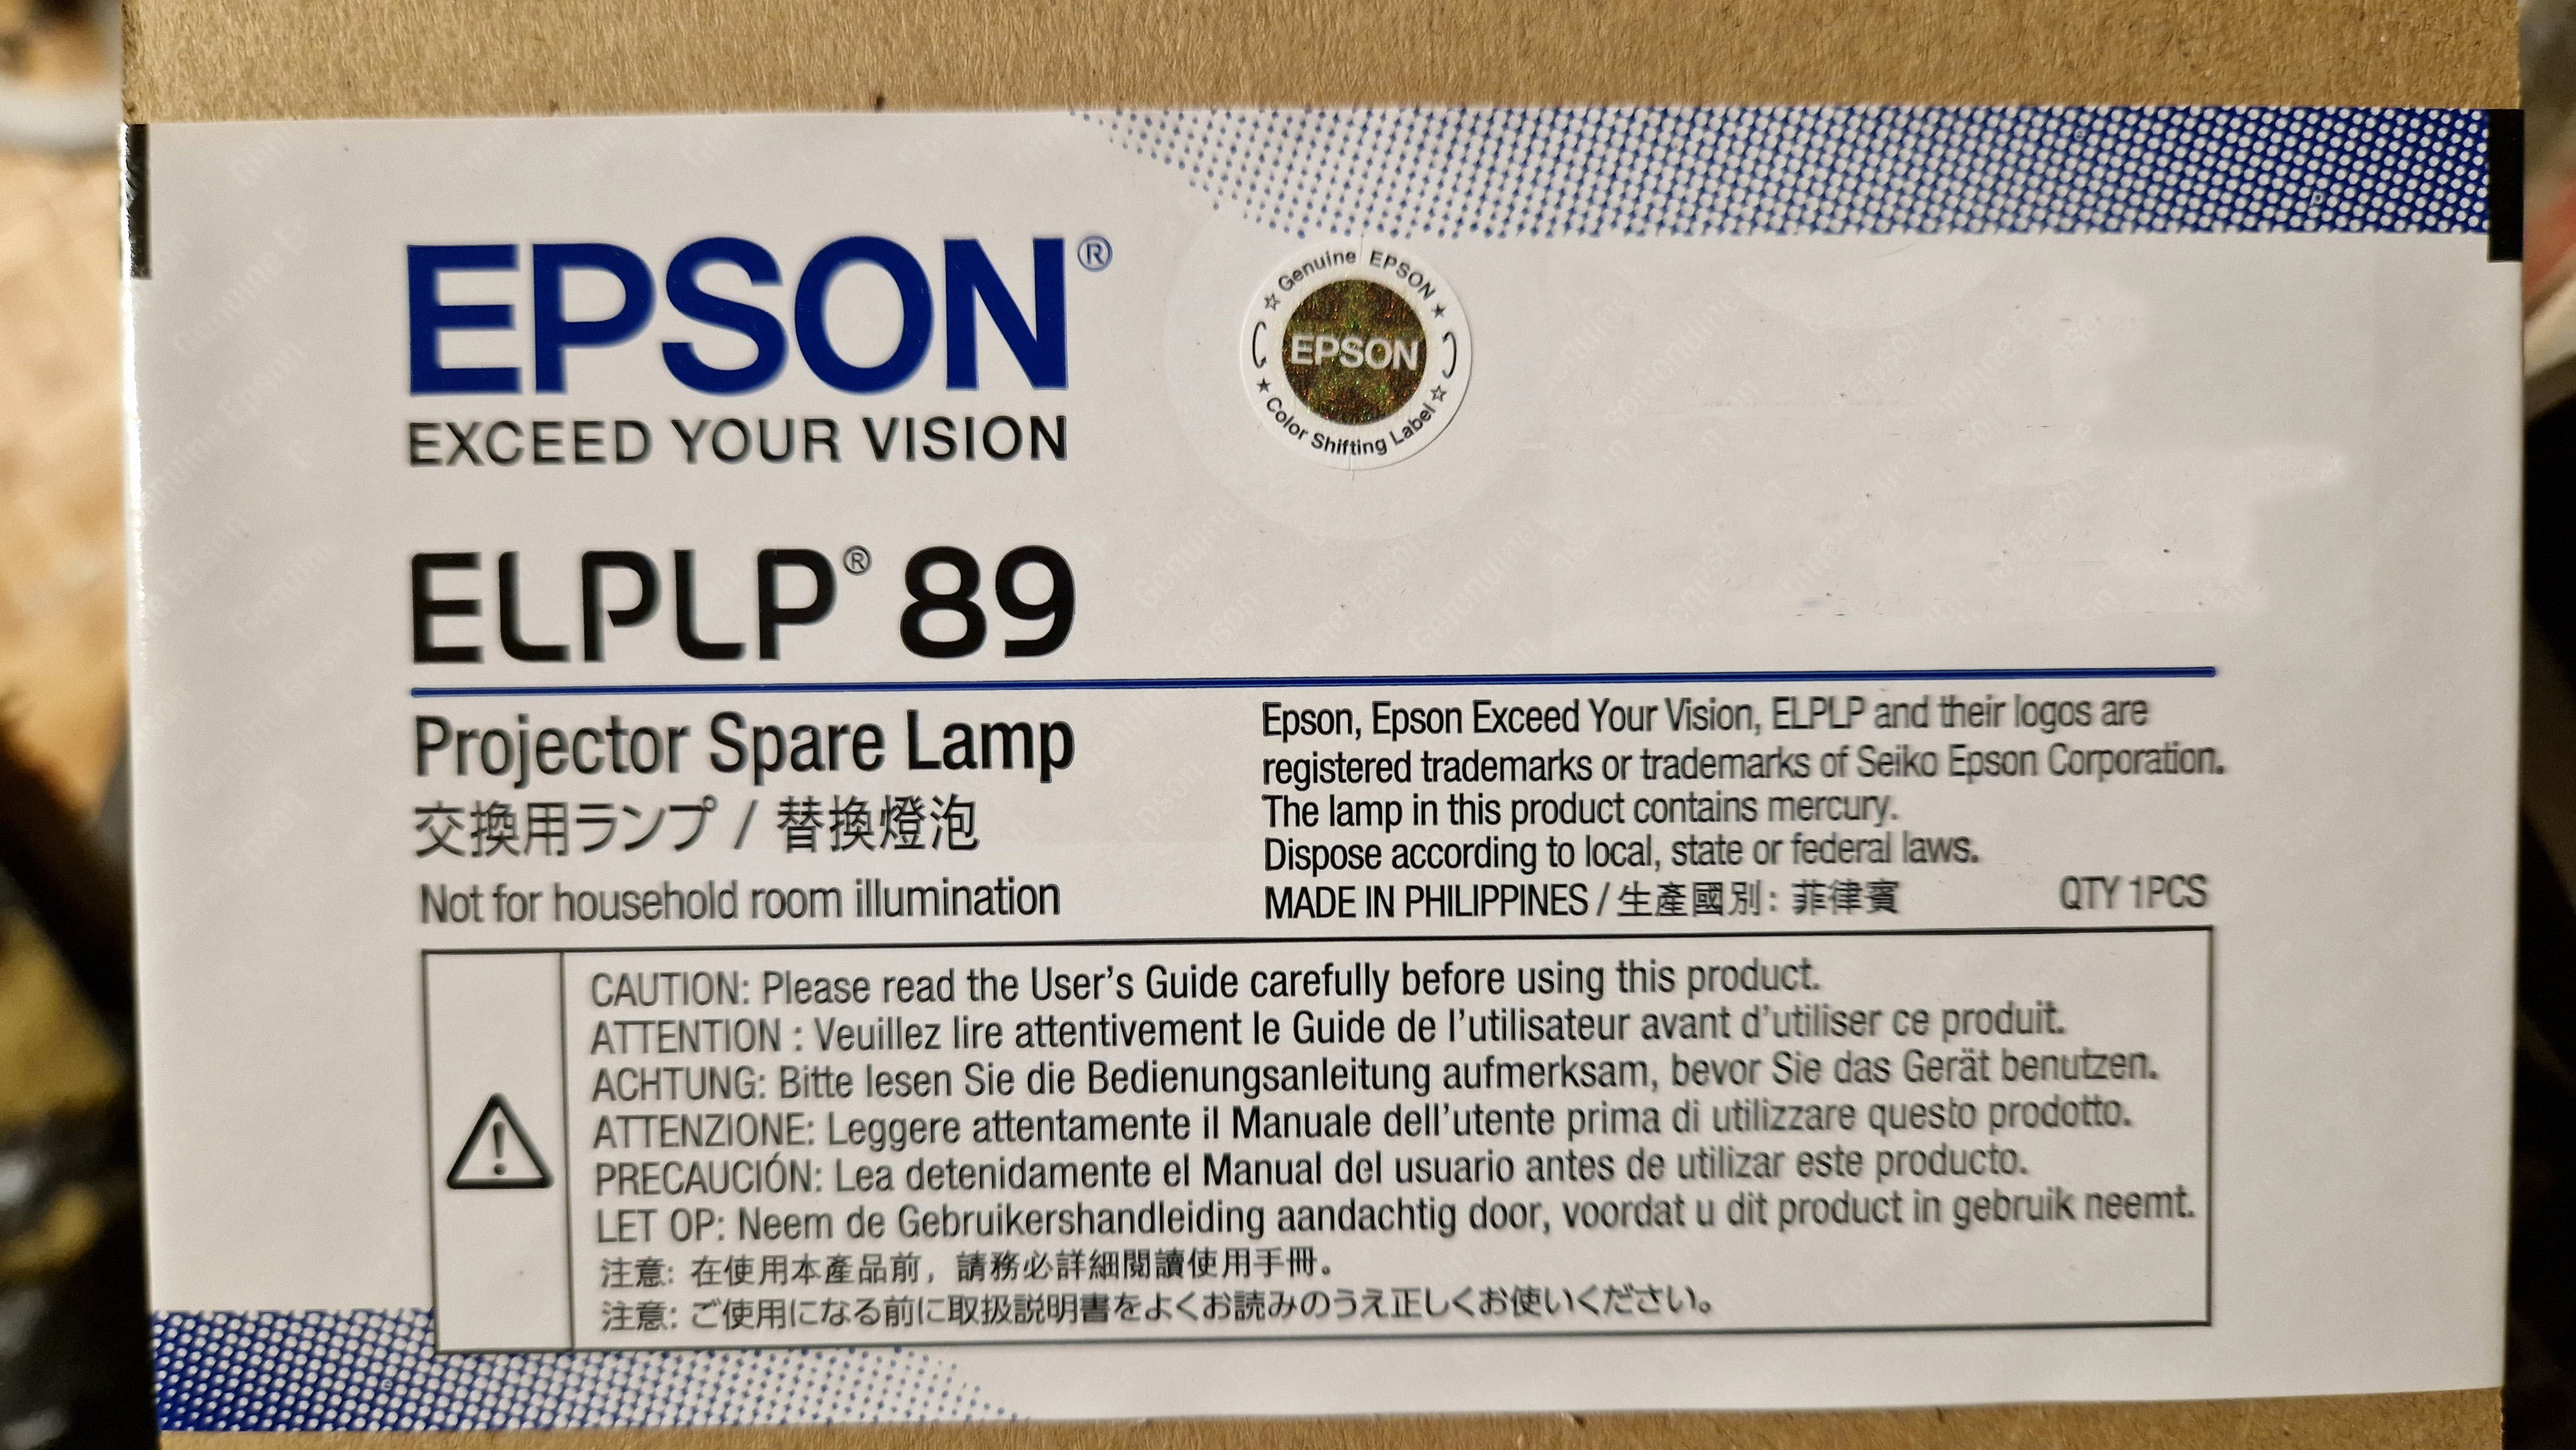 EPSON®
EXCEED YOUR VISION
☆ Genuine EPSON ★
EPSON
★ Color Shifting Label ☆
ELPLP® 89
Projector Spare Lamp
交換用ランプ / 替換燈泡
Not for household room illumination
Epson, Epson Exceed Your Vision, ELPLP and their logos are
registered trademarks or trademarks of Seiko Epson Corporation.
The lamp in this product contains mercury.
Dispose according to local, state or federal laws.
MADE IN PHILIPPINES / 生產國別: 菲律賓
QTY 1PCS
CAUTION: Please read the User's Guide carefully before using this product.
ATTENTION : Veuillez lire attentivement le Guide de l'utilisateur avant d'utiliser ce produit.
ACHTUNG: Bitte lesen Sie die Bedienungsanleitung aufmerksam, bevor Sie das Gerät benutzen.
ATTENZIONE: Leggere attentamente il Manuale dell'utente prima di utilizzare questo prodotto.
PRECAUCIÓN: Lea detenidamente el Manual del usuario antes de utilizar este producto.
LET OP: Neem de Gebruikershandleiding aandachtig door, voordat u dit product in gebruik neemt.
注意: 在使用本產品前，請務必詳細閱讀使用手冊。
注意: ご使用になる前に取扱説明書をよくお読みのうえ正しくお使いください。